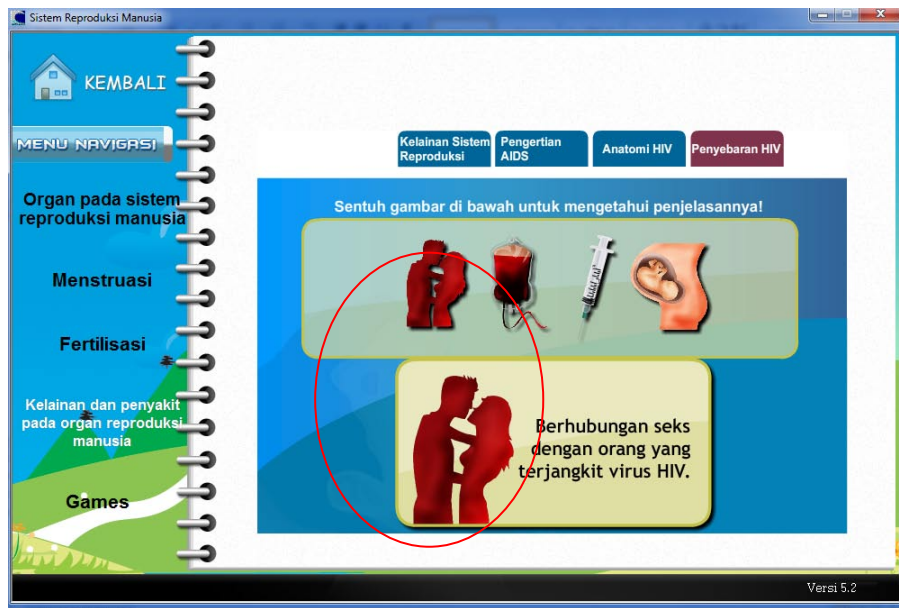 Sistem Reproduksi Manusia
KEMBALI
MENU NAVIGASI
Organ pada sistem
reproduksi manusia
Menstruasi
Fertilisasi
Kelainan dan penyakit
pada organ reproduksi
manusia
Games
Kelainan Sistem
Reproduksi
Pengertian
AIDS
Anatomi HIV
Penyebaran HIV
Sentuh gambar di bawah untuk mengetahui penjelasannya!
Berhubungan seks
dengan orang yang
terjangkit virus HIV.
Versi 5.2